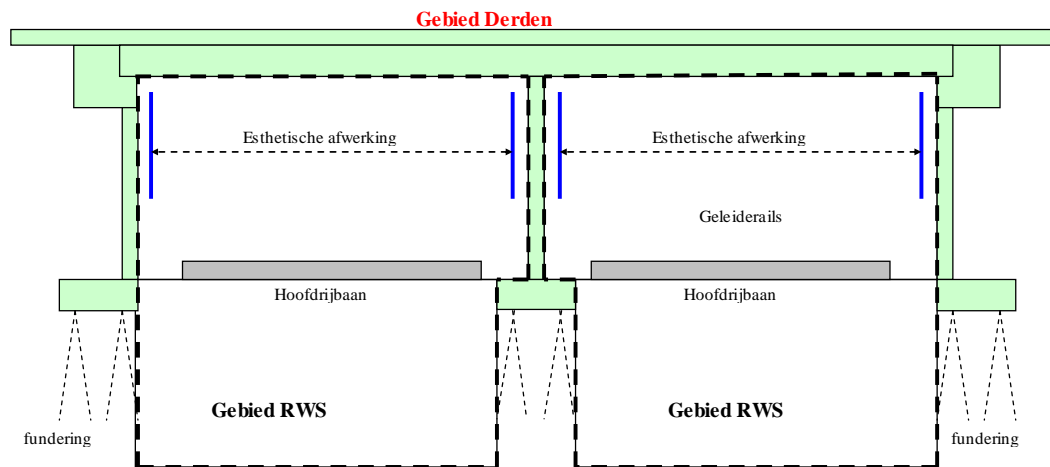 Gebied Derden
Esthetische afwerking
Esthetische afwerking
Geleiderails
Hoofdrijbaan
Hoofdrijbaan
Gebied RWS
Gebied RWS
fundering
fundering